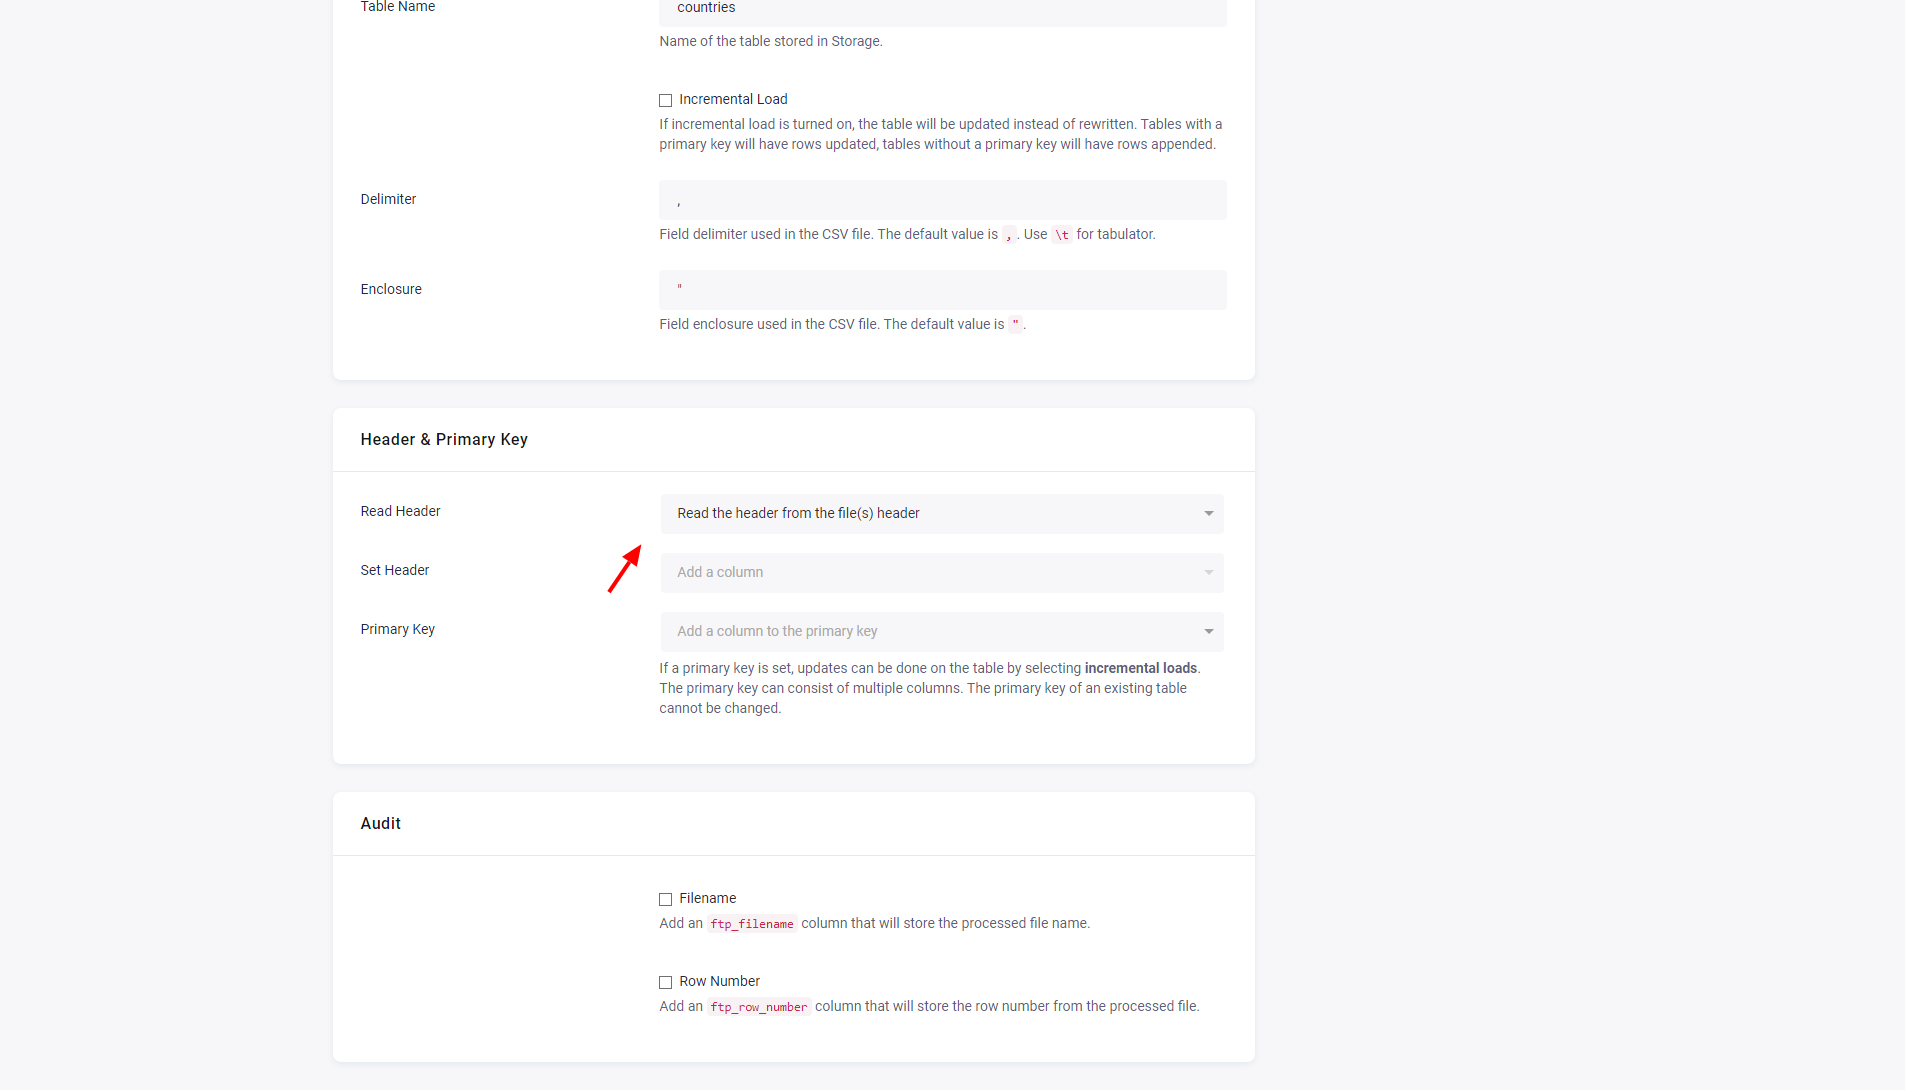 Table Name
countries
Name of the table stored in Storage.
Incremental Load
If incremental load is turned on, the table will be updated instead of rewritten. Tables with a
primary key will have rows updated, tables without a primary key will have rows appended.
Delimiter
,
Field delimiter used in the CSV file. The default value is , . Use \t for tabulator.
Enclosure
"
Field enclosure used in the CSV file. The default value is " .
Header & Primary Key
Read Header
Read the header from the file(s) header
Set Header
Add a column
Primary Key
Add a column to the primary key
If a primary key is set, updates can be done on the table by selecting incremental loads.
The primary key can consist of multiple columns. The primary key of an existing table
cannot be changed.
Audit
Filename
Add an ftp_filename column that will store the processed file name.
Row Number
Add an ftp_row_number column that will store the row number from the processed file.